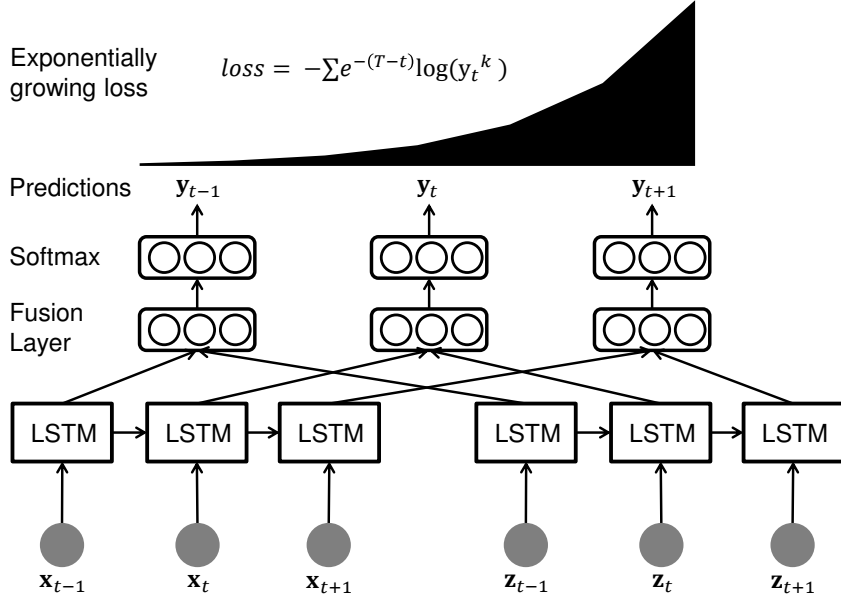 Exponentially
growing loss
loss = −∑e^{−(T−t)}log(y_t^k)
Predictions
y_{t−1} y_t y_{t+1}
Softmax
Fusion
Layer
LSTM LSTM LSTM LSTM LSTM LSTM
x_{t−1} x_t x_{t+1} z_{t−1} z_t z_{t+1}